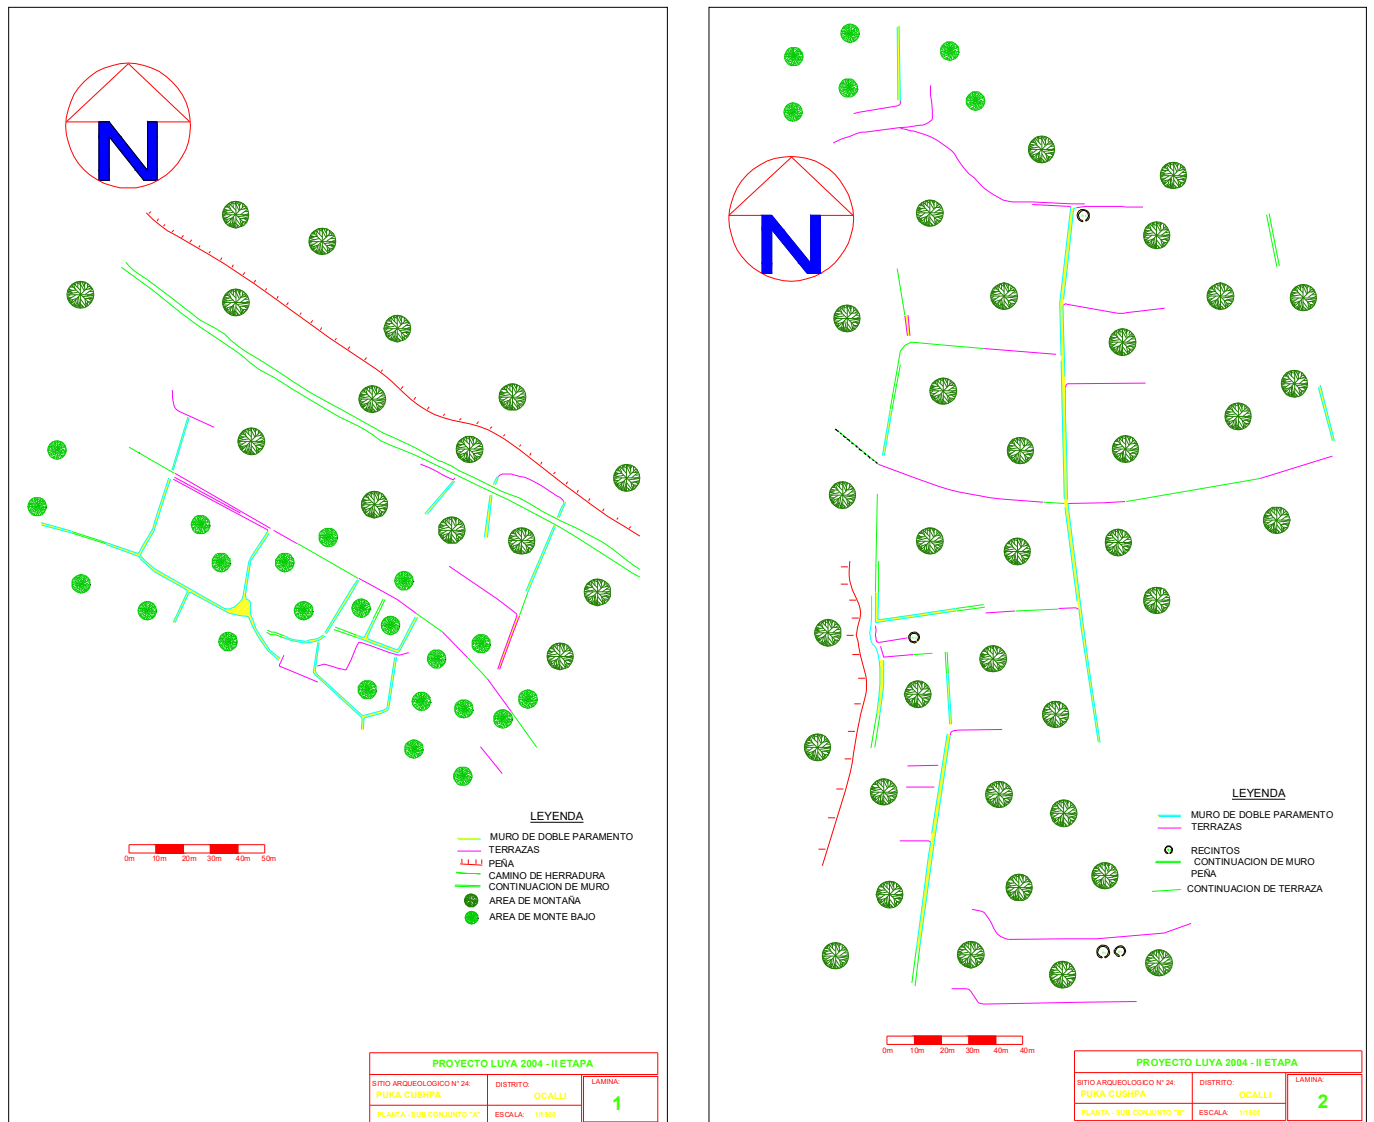 N
LEYENDA
MURO DE DOBLE PARAMENTO
TERRAZAS
PEÑA
CAMINO DE HERRADURA
CONTINUACION DE MURO
AREA DE MONTAÑA
AREA DE MONTE BAJO
0m 10m 20m 30m 40m 50m
PROYECTO LUYA 2004 - II ETAPA
SITIO ARQUEOLOGICO N° 24:
PUKA CUSHPA
DISTRITO:
OCALLI
LAMINA:
1
PLANTA - SUB CONJUNTO "A"
ESCALA:
N
LEYENDA
MURO DE DOBLE PARAMENTO
TERRAZAS
RECINTOS
CONTINUACION DE MURO
PEÑA
CONTINUACION DE TERRAZA
0m 10m 20m 30m 40m 40m
PROYECTO LUYA 2004 - II ETAPA
SITIO ARQUEOLOGICO N° 24:
PUKA CUSHPA
DISTRITO:
OCALLI
LAMINA:
2
PLANTA - SUB CONJUNTO "B"
ESCALA: